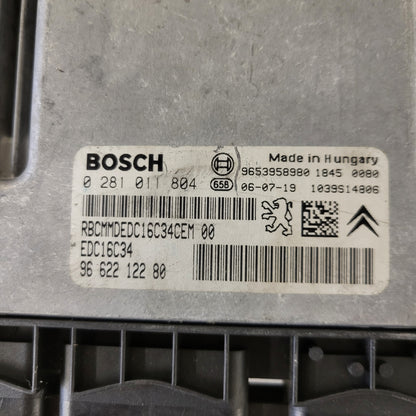 BOSCH
Made in Hungary
9653958980 1845 0080
0 281 011 804
658 06-07-19 1039S14806
RBCMMDEDC16C34CEM 00
EDC16C34
96 622 122 80